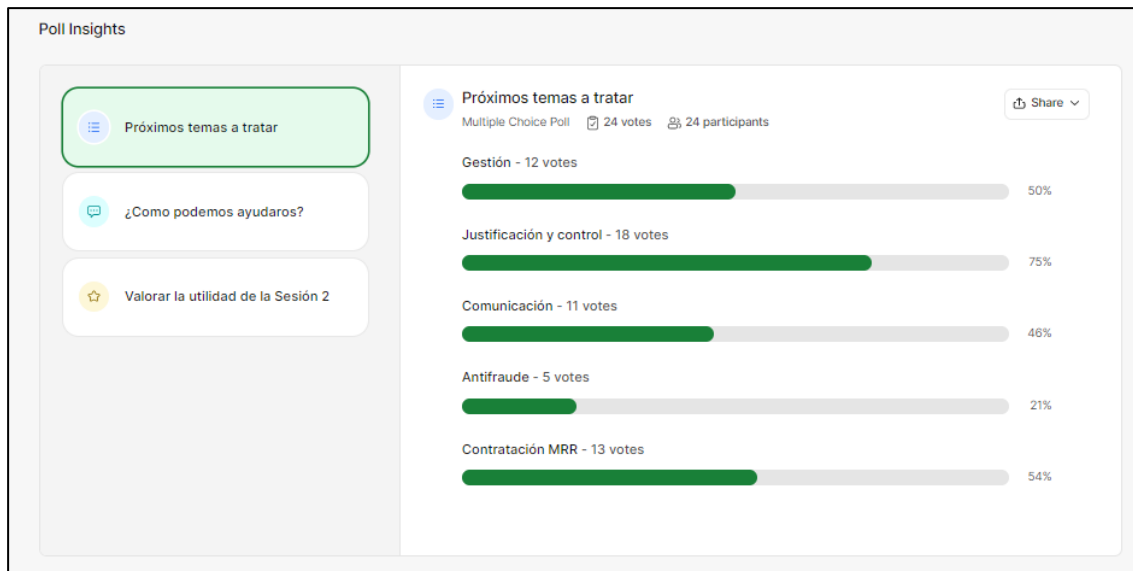 Poll Insights
Próximos temas a tratar
¿Como podemos ayudaros?
Valorar la utilidad de la Sesión 2
Próximos temas a tratar
Share
Multiple Choice Poll 24 votes 24 participants
Gestión - 12 votes
50%
Justificación y control - 18 votes
75%
Comunicación - 11 votes
46%
Antifraude - 5 votes
21%
Contratación MRR - 13 votes
54%